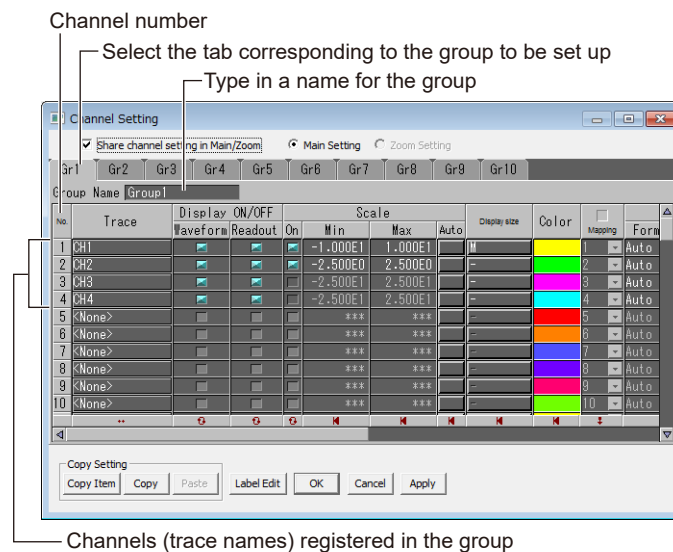 Channel number
Select the tab corresponding to the group to be set up
Type in a name for the group
Channel Setting
Share channel setting in Main/Zoom Main Setting Zoom Setting
Gr1 Gr2 Gr3 Gr4 Gr5 Gr6 Gr7 Gr8 Gr9 Gr10
Group Name Group1
No. Trace Display ON/OFF Scale Display size Color Mapping Form
Waveform Readout On Min Max Auto
1 CH1 -1.000E1 1.000E1 M 1 Auto
2 CH2 -2.500E0 2.500E0 - 2 Auto
3 CH3 -2.500E1 2.500E1 - 3 Auto
4 CH4 -2.500E1 2.500E1 - 4 Auto
5 <None> *** *** - 5 Auto
6 <None> *** *** - 6 Auto
7 <None> *** *** - 7 Auto
8 <None> *** *** - 8 Auto
9 <None> *** *** - 9 Auto
10 <None> *** *** - 10 Auto
Copy Setting
Copy Item Copy Paste Label Edit OK Cancel Apply
Channels (trace names) registered in the group